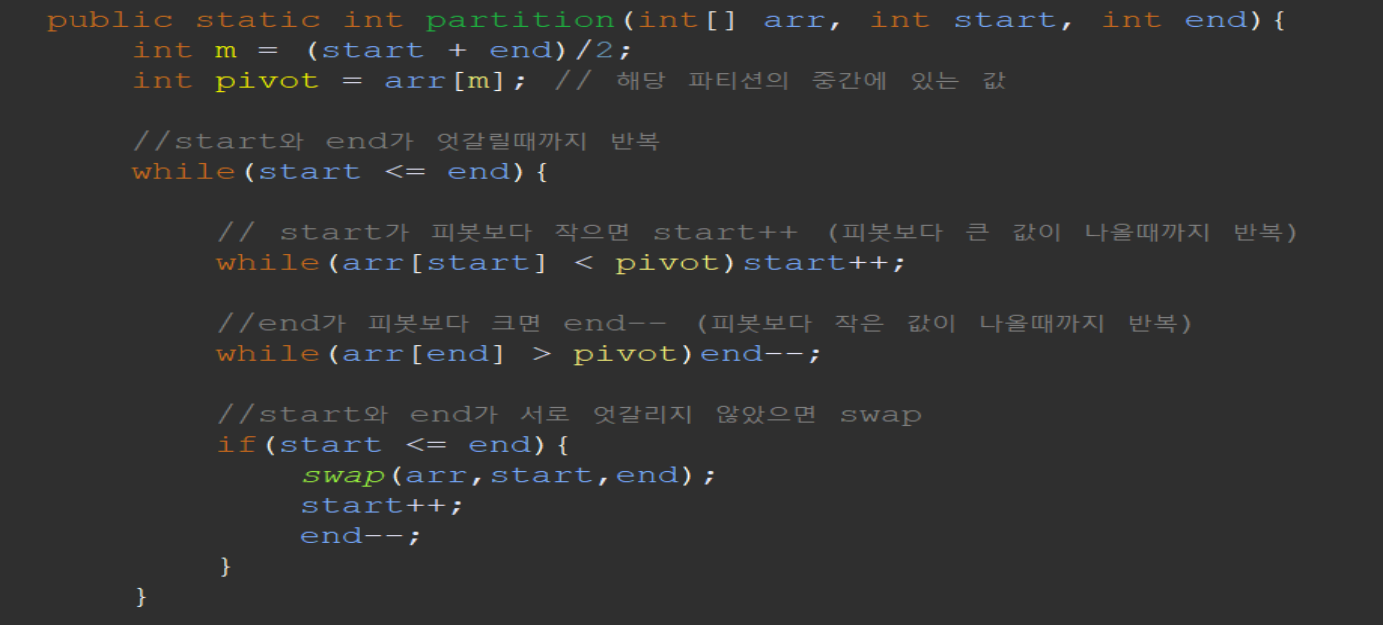 public static int partition(int[] arr, int start, int end){
int m = (start + end)/2;
int pivot = arr[m]; // 해당 파티션의 중간에 있는 값
//start와 end가 엇갈릴때까지 반복
while(start <= end){
// start가 피봇보다 작으면 start++ (피봇보다 큰 값이 나올때까지 반복)
while(arr[start] < pivot)start++;
//end가 피봇보다 크면 end-- (피봇보다 작은 값이 나올때까지 반복)
while(arr[end] > pivot)end--;
//start와 end가 서로 엇갈리지 않았으면 swap
if(start <= end){
swap(arr,start,end);
start++;
end--;
}
}